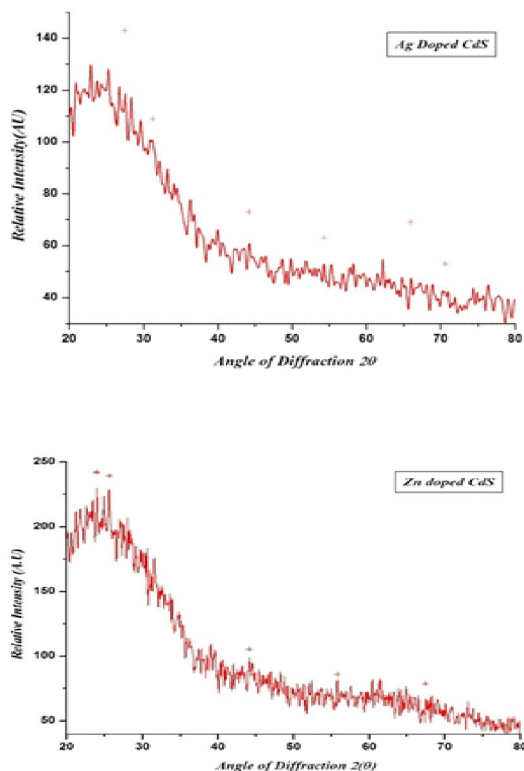 Ag Doped CdS
Relative Intensity(AU)
140
120
100
80
60
40
20 30 40 50 60 70 80
Angle of Diffraction 2θ
Zn doped CdS
Relative Intensity (A.U)
250
200
150
100
50
20 30 40 50 60 70 80
Angle of Diffraction 2(θ)